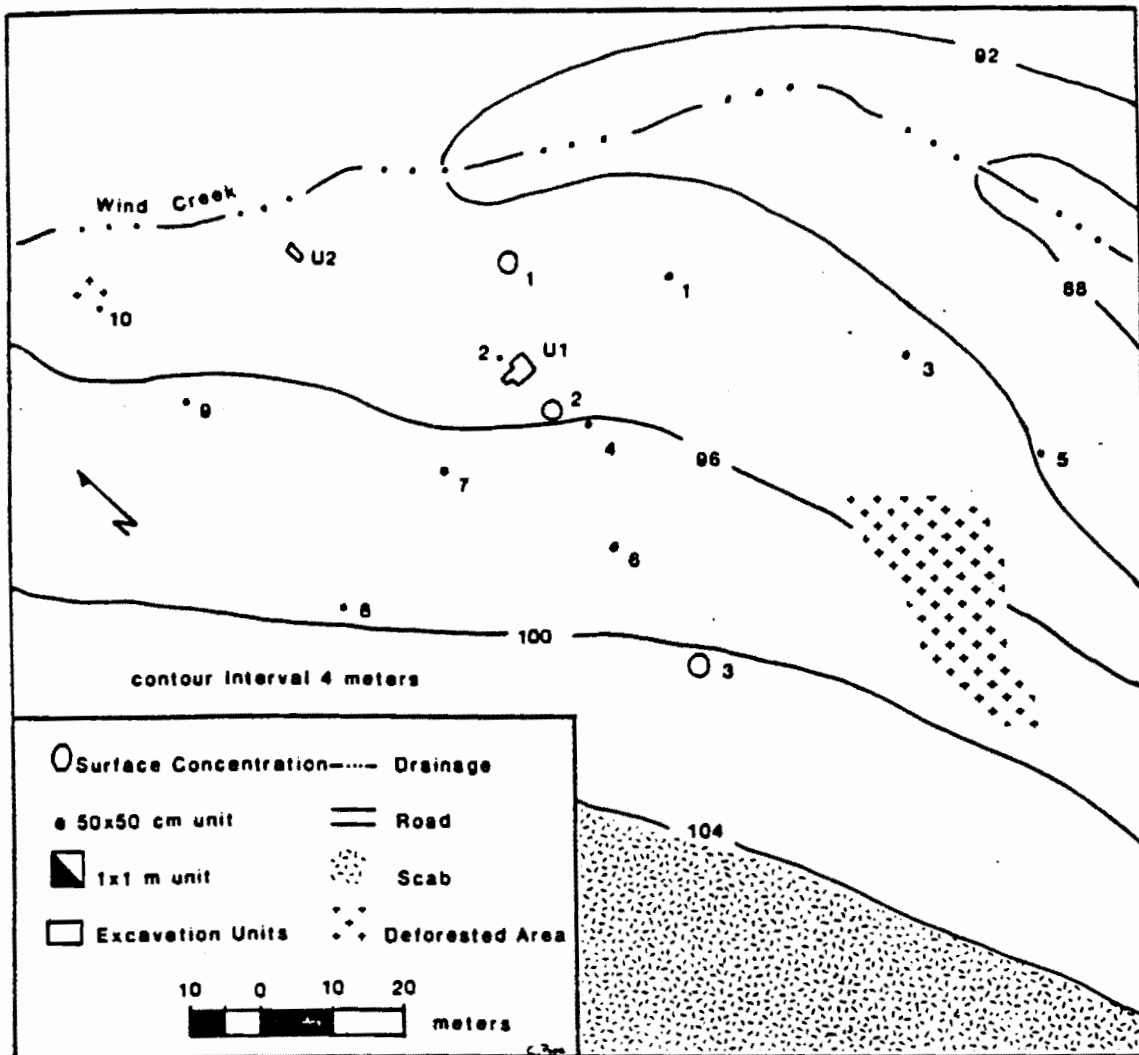 92
Wind Creek
U2
1
1
88
10
2
U1
3
2
9
4
96
5
7
6
8
100
3
contour interval 4 meters
104
Surface Concentration
Drainage
50x50 cm unit
Road
1x1 m unit
Scab
Excavation Units
Deforested Area
10 0 10 20
meters